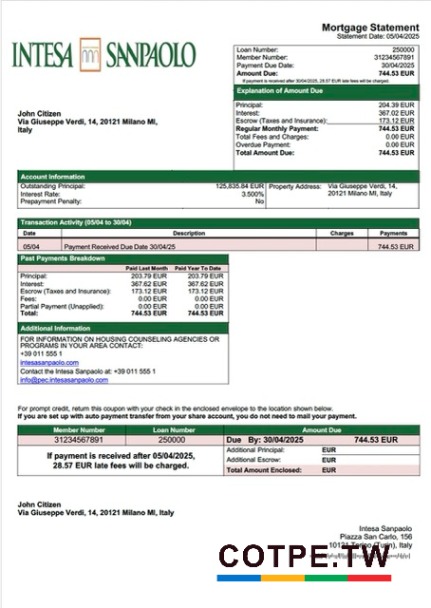 Mortgage Statement
Statement Date: 05/04/2025
INTESA SANPAOLO
Loan Number: 250000
Member Number: 31234567891
Payment Due Date: 30/04/2025
Amount Due: 744.53 EUR
If payment is received after 30/04/2025, 28.57 EUR late fees will be charged.
Explanation of Amount Due
Principal: 204.39 EUR
Interest: 367.02 EUR
Escrow (Taxes and Insurance): 173.12 EUR
Regular Monthly Payment: 744.53 EUR
Total Fees and Charges: 0.00 EUR
Overdue Payment: 0.00 EUR
Total Amount Due: 744.53 EUR
John Citizen
Via Giuseppe Verdi, 14, 20121 Milano MI,
Italy
Account Information
Outstanding Principal: 125,835.84 EUR
Interest Rate: 3.500%
Prepayment Penalty: No
Property Address: Via Giuseppe Verdi, 14,
20121 Milano MI, Italy
Transaction Activity (05/04 to 30/04)
Date Description Charges Payments
05/04 Payment Received Due Date 30/04/25 744.53 EUR
Past Payments Breakdown
Paid Last Month Paid Year To Date
Principal: 203.79 EUR 203.79 EUR
Interest: 367.62 EUR 367.62 EUR
Escrow (Taxes and Insurance): 173.12 EUR 173.12 EUR
Fees: 0.00 EUR 0.00 EUR
Partial Payment (Unapplied): 0.00 EUR 0.00 EUR
Total: 744.53 EUR 744.53 EUR
Additional Information
FOR INFORMATION ON HOUSING COUNSELING AGENCIES OR
PROGRAMS IN YOUR AREA CONTACT:
+39 011 555 1
intesasanpaolo.com
Contact the Intesa Sanpaolo at: +39 011 555 1
info@pec.intesasanpaolo.com
For prompt credit, return this coupon with your check in the enclosed envelope to the location shown below.
If you are set up with auto payment transfer from your share account, you do not need to mail your payment.
Member Number Loan Number Amount Due
31234567891 250000 Due By: 30/04/2025 744.53 EUR
If payment is received after 05/04/2025,
28.57 EUR late fees will be charged.
Additional Principal: EUR
Additional Escrow: EUR
Total Amount Enclosed: EUR
John Citizen
Via Giuseppe Verdi, 14, 20121 Milano MI, Italy
Intesa Sanpaolo
Piazza San Carlo, 156
10121 Torino (Turin), Italy
COTPE.TW